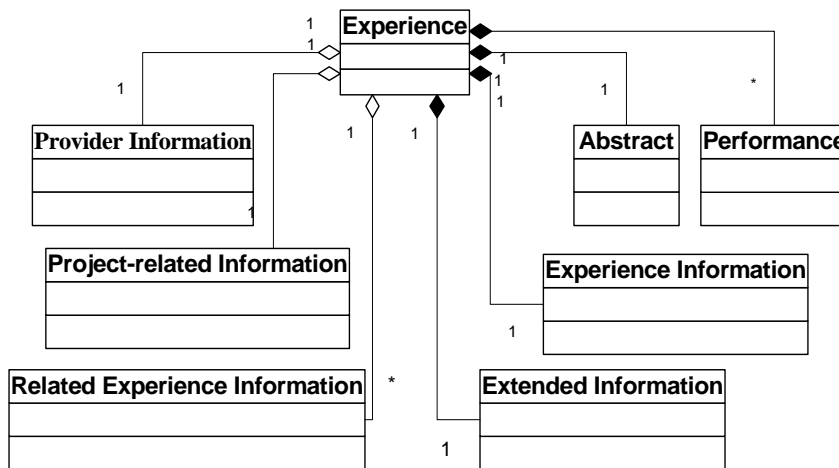 1
Experience
1
1
1
1
1
1
1
*
1
1
Provider Information
Abstract
Performance
1
Project-related Information
Experience Information
1
Related Experience Information
*
Extended Information
1